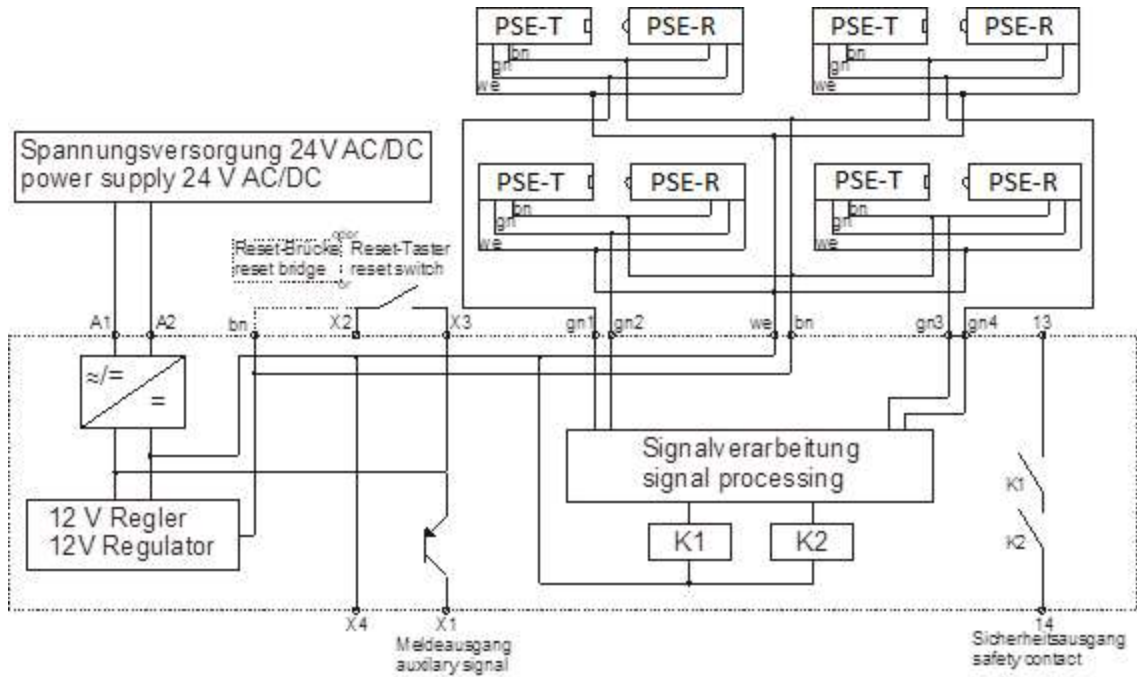 PSE-T PSE-R PSE-T PSE-R
bn bn
gn gn
we we
Spannungsversorgung 24V AC/DC
power supply 24 V AC/DC
PSE-T PSE-R PSE-T PSE-R
bn bn
gn gn
we we
oder
Reset-Brücke Reset-Taster
reset bridge reset switch
or
A1 A2 bn X2 X3 gn1 gn2 we bn gn3 gn4 13
≈/=
=
Signalverarbeitung
signal processing
K1
12 V Regler
12V Regulator
K1 K2 K2
X4 X1 14
Meldeausgang
auxilary signal
Sicherheitsausgang
safety contact